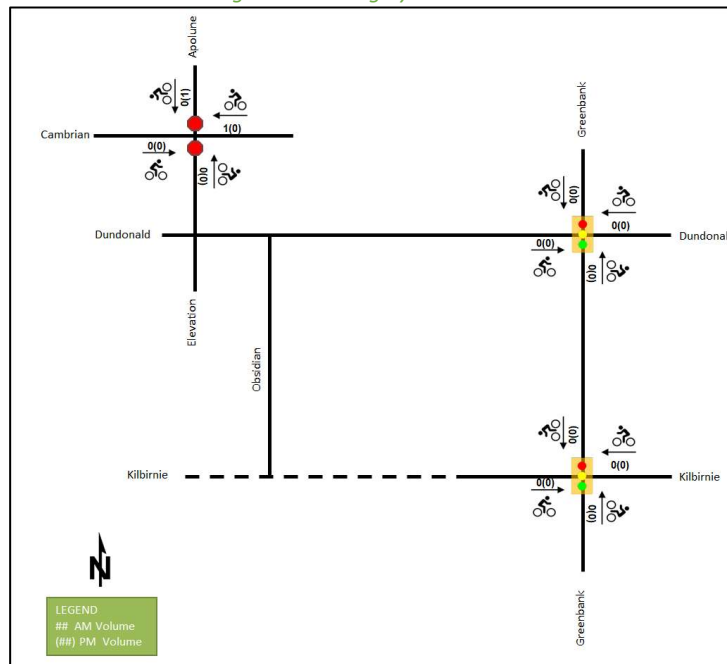 Apolune
0(1)
1(0)
Cambrian
0(0)
0(0)
Greenbank
0(0)
0(0)
Dundonald
Dundonald
0(0)
0(0)
Elevation
Obsidian
0(0)
0(0)
Kilbirnie
Kilbirnie
0(0)
0(0)
N
Greenbank
LEGEND
## AM Volume
(##) PM Volume